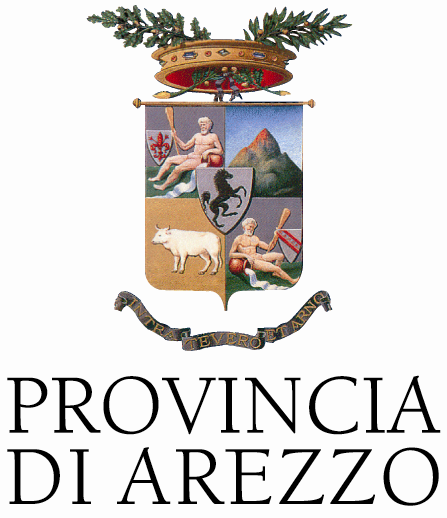 INTRA TEVERO ET ARNO
PROVINCIA
DI AREZZO